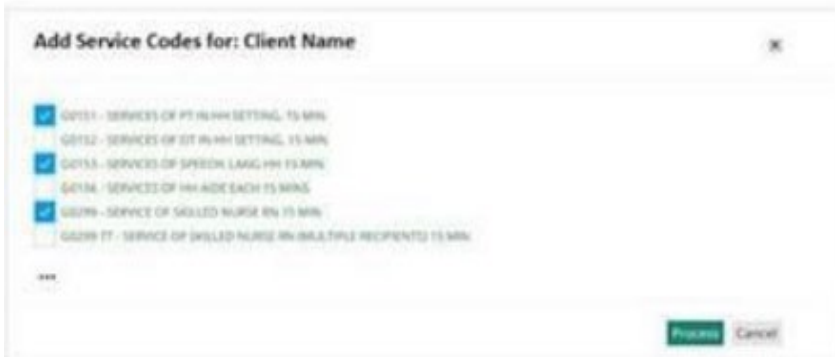 Add Service Codes for: Client Name
G0151 - SERVICES OF PT IN HH SETTING, 15 MIN
G0152 - SERVICES OF OT IN HH SETTING, 15 MIN
G0153 - SERVICES OF SPEECH LANG HH 15 MIN
G0156 - SERVICES OF HH AIDE EACH 15 MINS
G0299 - SERVICE OF SKILLED NURSE RN 15 MIN
G0299 TT - SERVICE OF SKILLED NURSE RN (MULTIPLE RECIPIENTS) 15 MIN
...
Process Cancel